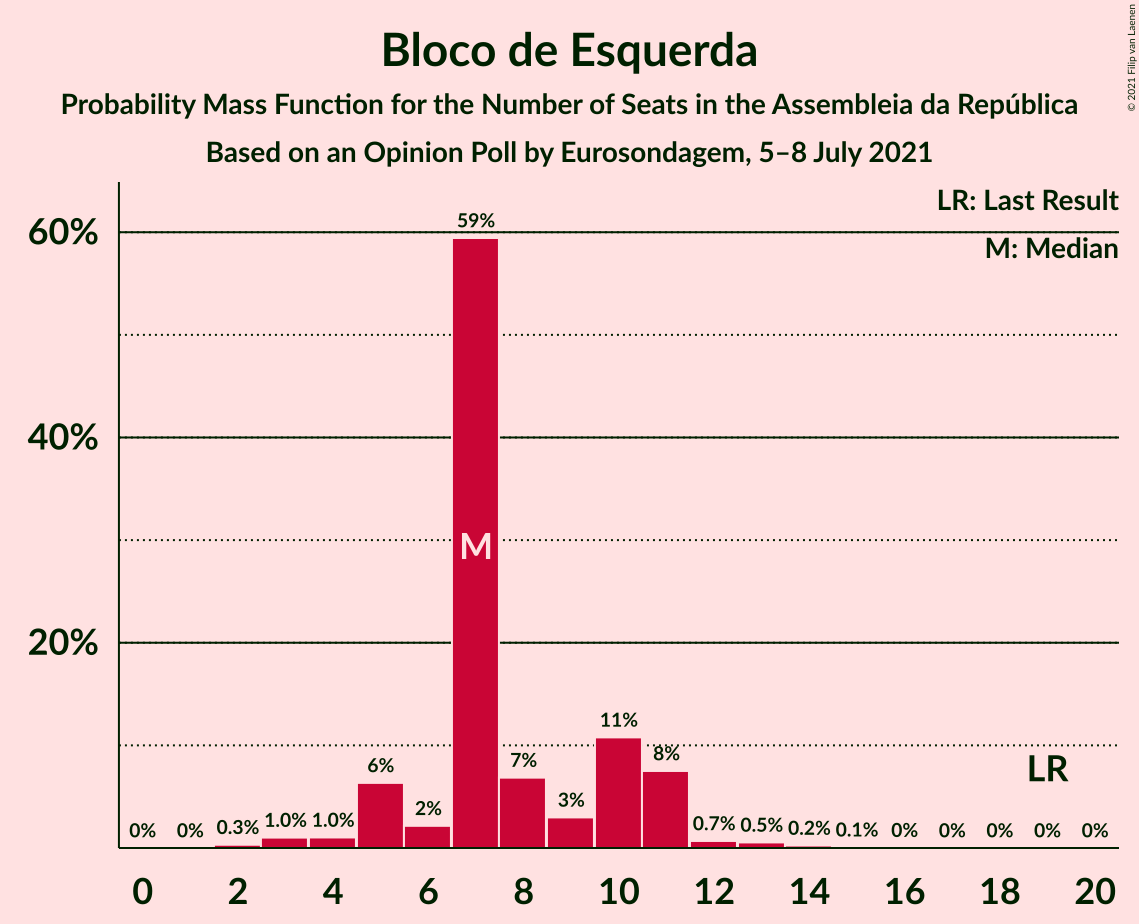 Bloco de Esquerda
Probability Mass Function for the Number of Seats in the Assembleia da República
Based on an Opinion Poll by Eurosondagem, 5–8 July 2021
© 2021 Filip van Laenen
LR: Last Result
M: Median
60%
40%
20%
0% 0% 0.3% 1.0% 1.0% 6% 2% 59% 7% 3% 11% 8% 0.7% 0.5% 0.2% 0.1% 0% 0% 0% 0% 0%
M
LR
0 2 4 6 8 10 12 14 16 18 20